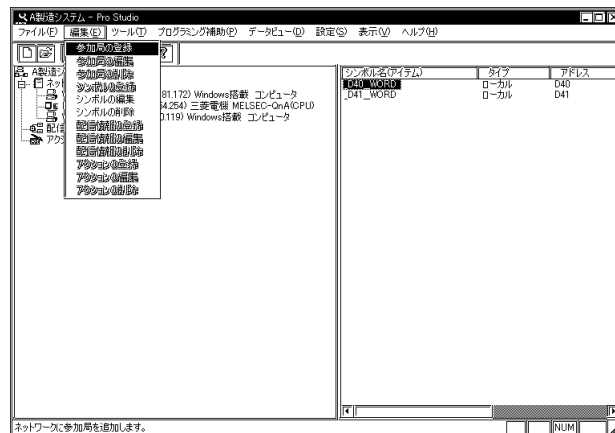 A製造システム - Pro Studio
ファイル(F) 編集(E) ツール(T) プログラミング補助(P) データビュー(D) 設定(S) 表示(V) ヘルプ(H)
参加局の登録
参加局の編集
参加局の削除
シンボルの登録
シンボルの編集
シンボルの削除
配信情報の登録
配信情報の編集
配信情報の削除
アクションの登録
アクションの編集
アクションの削除
A製造シ
ネッ
81.172) Windows搭載 コンピュータ
54.254) 三菱電機 MELSEC-QnA(CPU)
0.119) Windows搭載 コンピュータ
配信
アクシ
シンボル名(アイテム) タイプ アドレス
_D40_WORD ローカル D40
_D41_WORD ローカル D41
ネットワークに参加局を追加します。
NUM